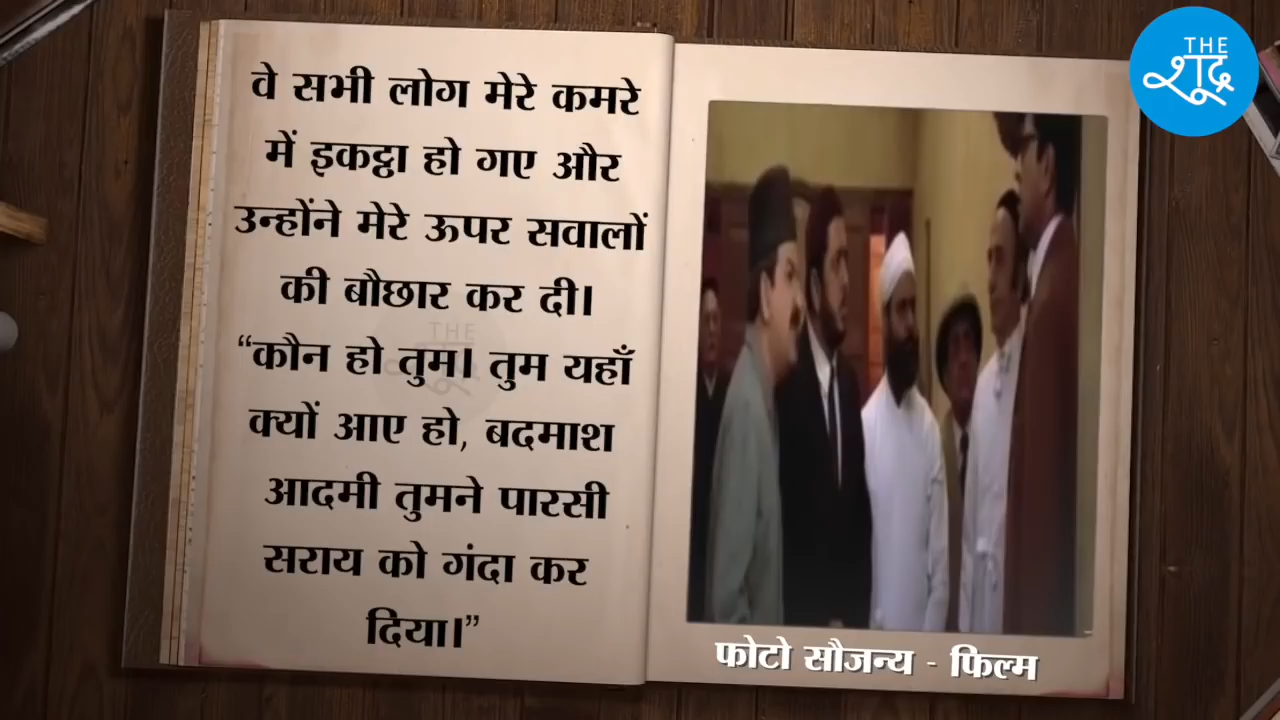 वे सभी लोग मेरे कमरे
में इकट्ठा हो गए और
उन्होंने मेरे ऊपर सवालों
की बौछार कर दी।
“कौन हो तुम। तुम यहाँ
क्यों आए हो, बदमाश
आदमी तुमने पारसी
सराय को गंदा कर
दिया।”
फोटो सौजन्य - फिल्म
THE
शूद्र
THE